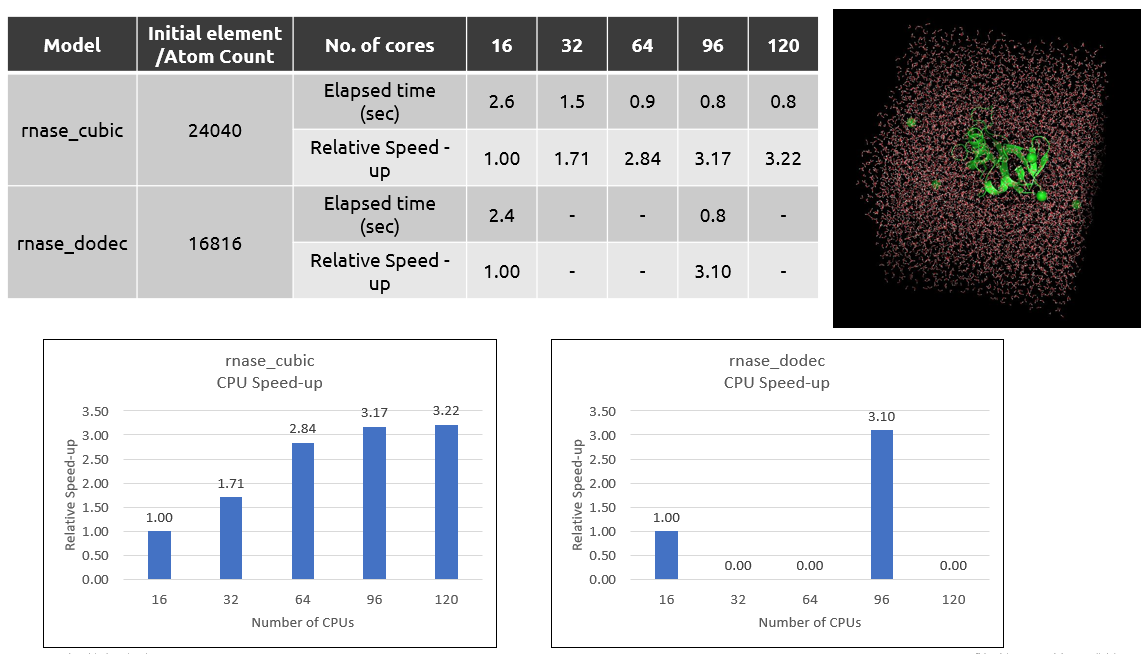 Model Initial element /Atom Count No. of cores 16 32 64 96 120
rnase_cubic 24040 Elapsed time (sec) 2.6 1.5 0.9 0.8 0.8
Relative Speed - up 1.00 1.71 2.84 3.17 3.22
rnase_dodec 16816 Elapsed time (sec) 2.4 - - 0.8 -
Relative Speed - up 1.00 - - 3.10 -
rnase_cubic
CPU Speed-up
Relative Speed-up
3.50
3.00
2.50
2.00
1.50
1.00
0.50
0.00
1.00 1.71 2.84 3.17 3.22
16 32 64 96 120
Number of CPUs
rnase_dodec
CPU Speed-up
Relative Speed-up
3.50
3.00
2.50
2.00
1.50
1.00
0.50
0.00
1.00 0.00 0.00 3.10 0.00
16 32 64 96 120
Number of CPUs